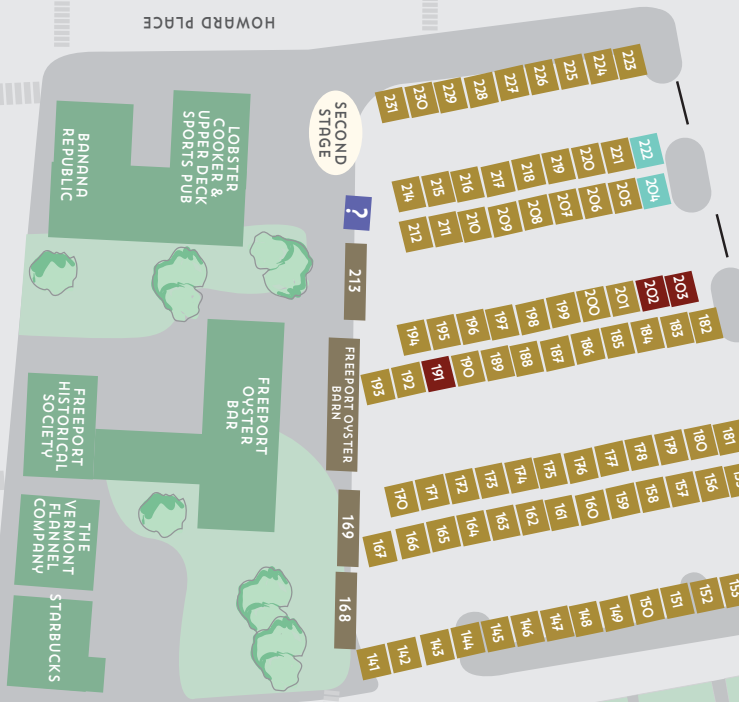 HOWARD PLACE
BANANA
REPUBLIC
LOBSTER
COOKER &
UPPER DECK
SPORTS PUB
SECOND
STAGE
?
213
FREEPORT OYSTER
BARN
169
168
FREEPORT
OYSTER
BAR
FREEPORT
HISTORICAL
SOCIETY
THE
VERMONT
FLANNEL
COMPANY
STARBUCKS
231 230 229 228 227 226 225 224 223
214 215 216 217 218 219 220 221 222
212 211 210 209 208 207 206 205 204
194 195 196 197 198 199 200 201 202 203
193 192 191 190 189 188 187 186 185 184 183 182
170 171 172 173 174 175 176 177 178 179 180 181
167 166 165 164 163 162 161 160 159 158 157 156
141 142 143 144 145 146 147 148 149 150 151 152 153